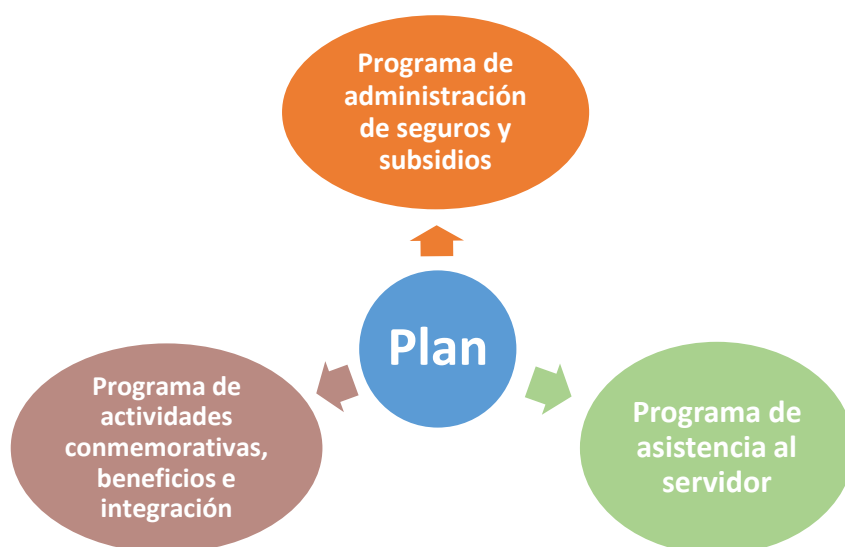 Programa de
administración
de seguros y
subsidios
Plan
Programa de
actividades
conmemorativas,
beneficios e
integración
Programa de
asistencia al
servidor